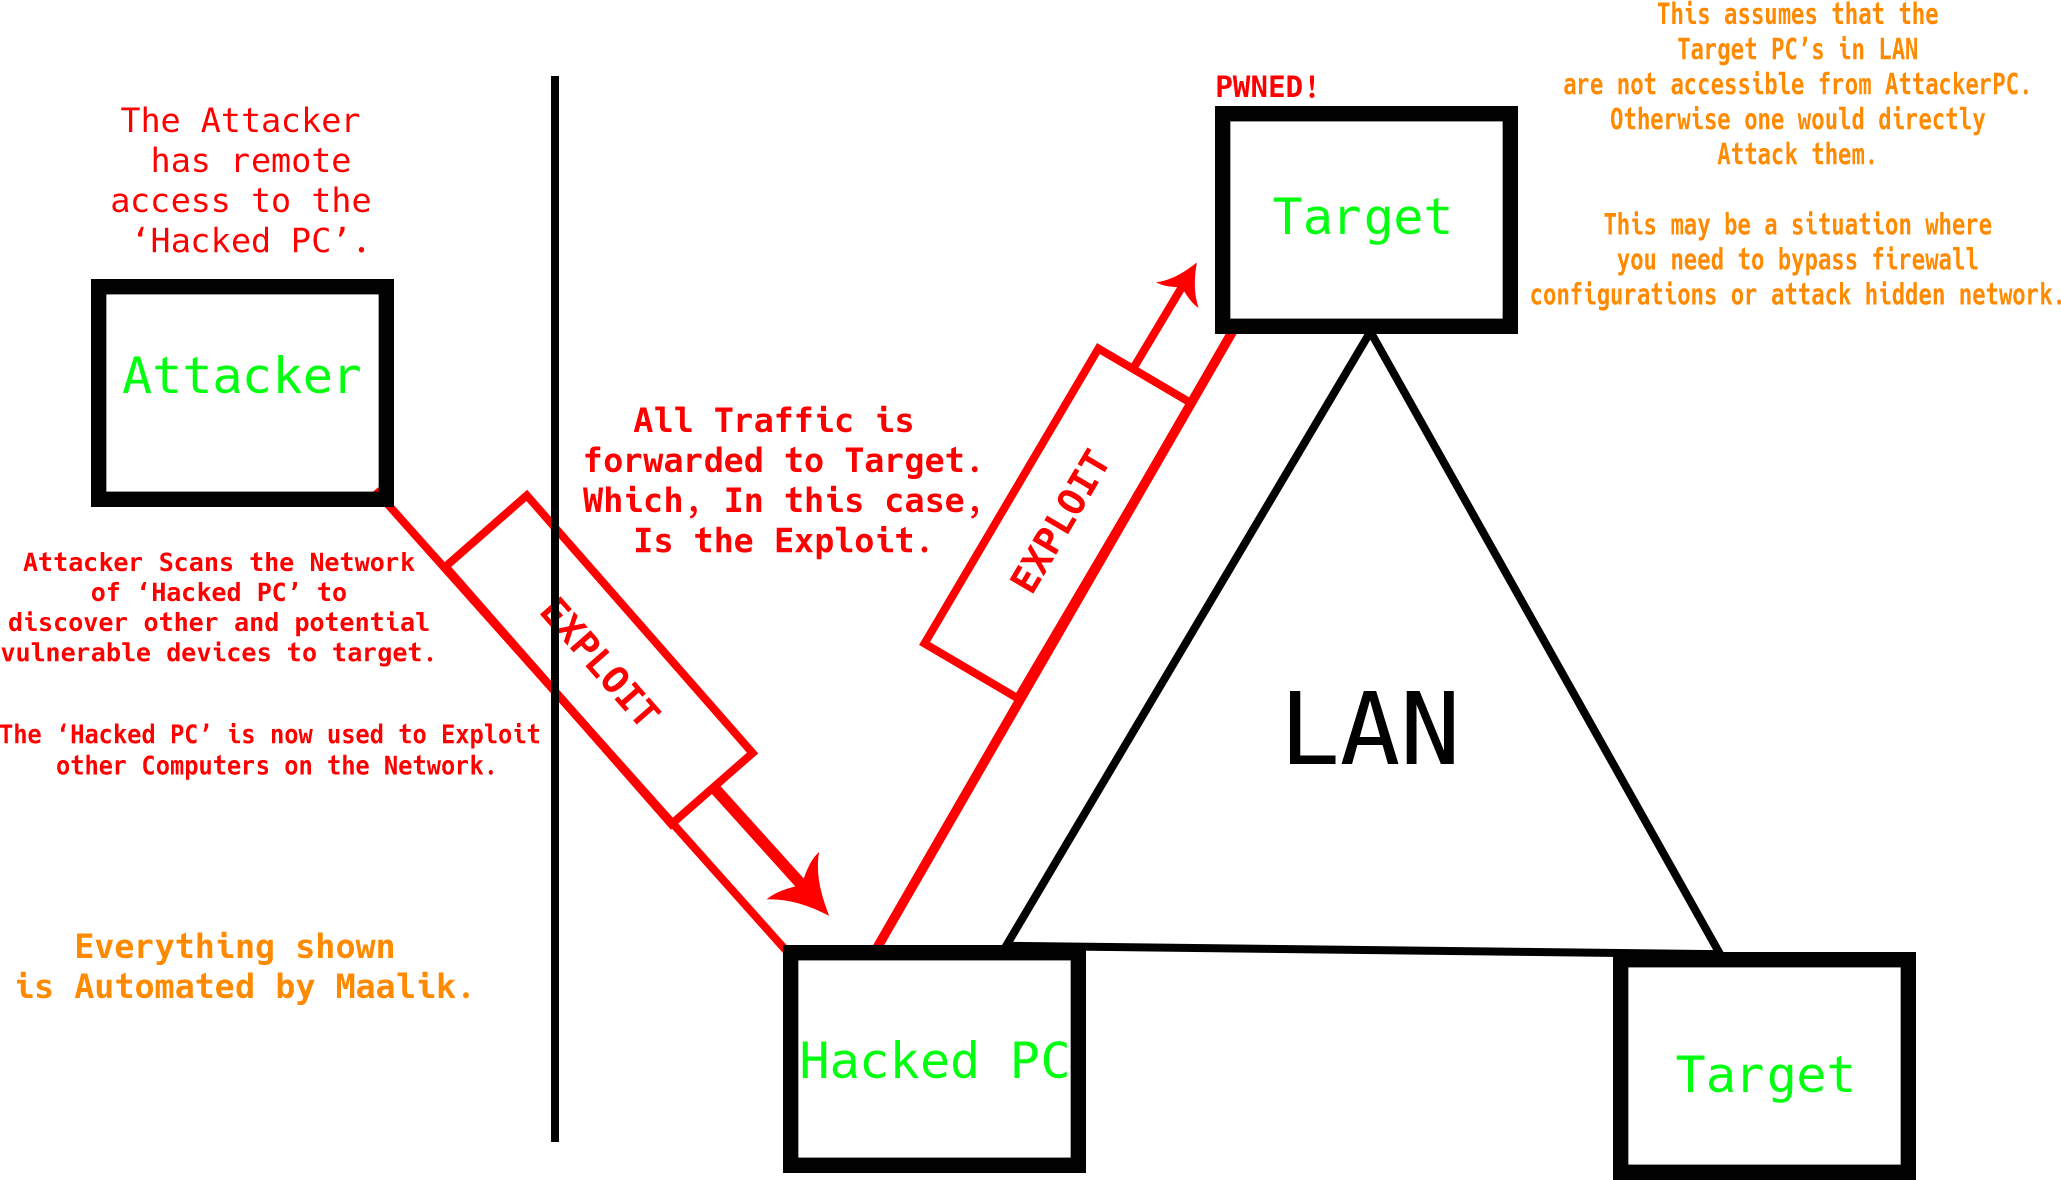 The Attacker
has remote
access to the
‘Hacked PC’.
Attacker
Attacker Scans the Network
of ‘Hacked PC’ to
discover other and potential
vulnerable devices to target.
The ‘Hacked PC’ is now used to Exploit
other Computers on the Network.
Everything shown
is Automated by Maalik.
EXPLOIT
All Traffic is
forwarded to Target.
Which, In this case,
Is the Exploit.
EXPLOIT
PWNED!
Target
This assumes that the
Target PC’s in LAN
are not accessible from AttackerPC.
Otherwise one would directly
Attack them.
This may be a situation where
you need to bypass firewall
configurations or attack hidden network.
LAN
Hacked PC
Target